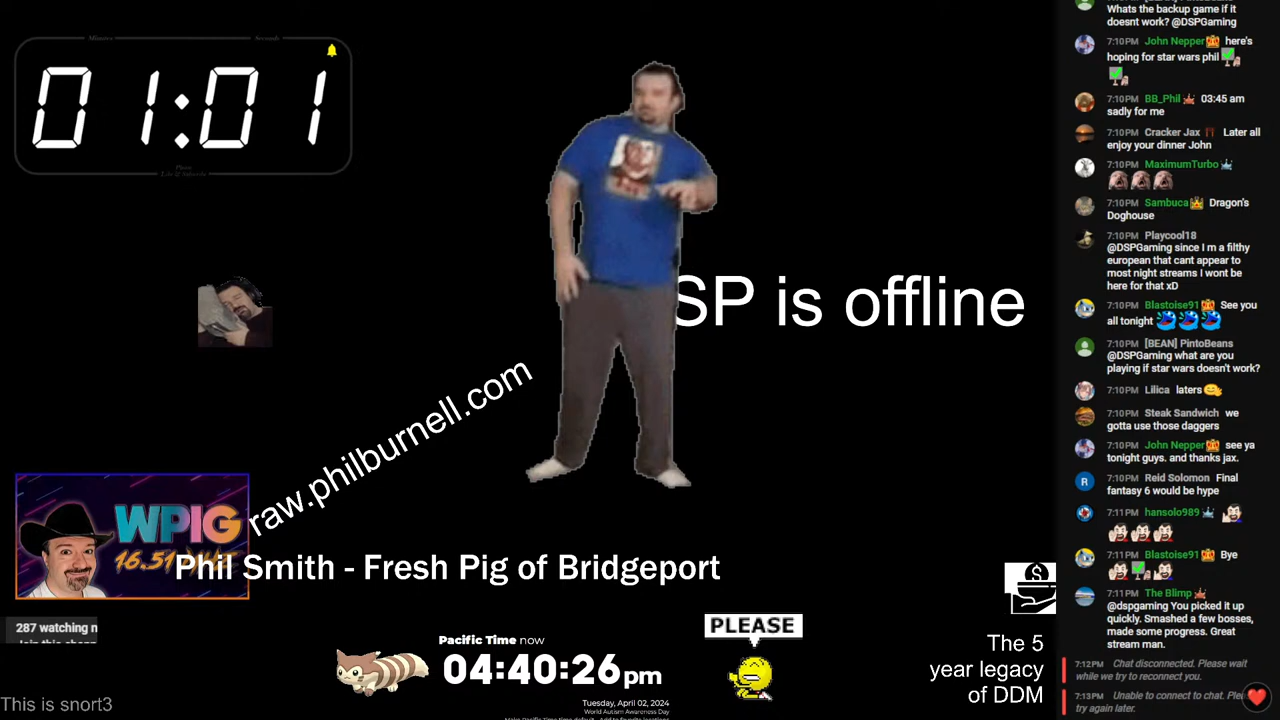 Minutes
Seconds
01:01
Please
Like & Subscribe
SP is offline
raw.philburnell.com
WPIG
16.51
Phil Smith - Fresh Pig of Bridgeport
287 watching n
This is snort3
Pacific Time now
04:40:26pm
Tuesday, April 02, 2024
World Autism Awareness Day
PLEASE
The 5
year legacy
of DDM
Whats the backup game if it
doesnt work? @DSPGaming
7:10PM John Nepper here's
hoping for star wars phil
7:10PM BB_Phil 03:45 am
sadly for me
7:10PM Cracker Jax Later all
enjoy your dinner John
7:10PM MaximumTurbo
7:10PM Sambuca Dragon's
Doghouse
7:10PM Playcool18
@DSPGaming since I m a filthy
european that cant appear to
most night streams I wont be
here for that xD
7:10PM Blastoise91 See you
all tonight
7:10PM [BEAN] PintoBeans
@DSPGaming what are you
playing if star wars doesn't work?
7:10PM Lilica laters
7:10PM Steak Sandwich we
gotta use those daggers
7:10PM John Nepper see ya
tonight guys. and thanks jax.
R
7:10PM Reid Solomon Final
fantasy 6 would be hype
7:11PM hansolo989
7:11PM Blastoise91 Bye
7:11PM The Blimp
@dspgaming You picked it up
quickly. Smashed a few bosses,
made some progress. Great
stream man.
7:12PM Chat disconnected. Please wait
while we try to reconnect you.
7:13PM Unable to connect to chat.
try again later.